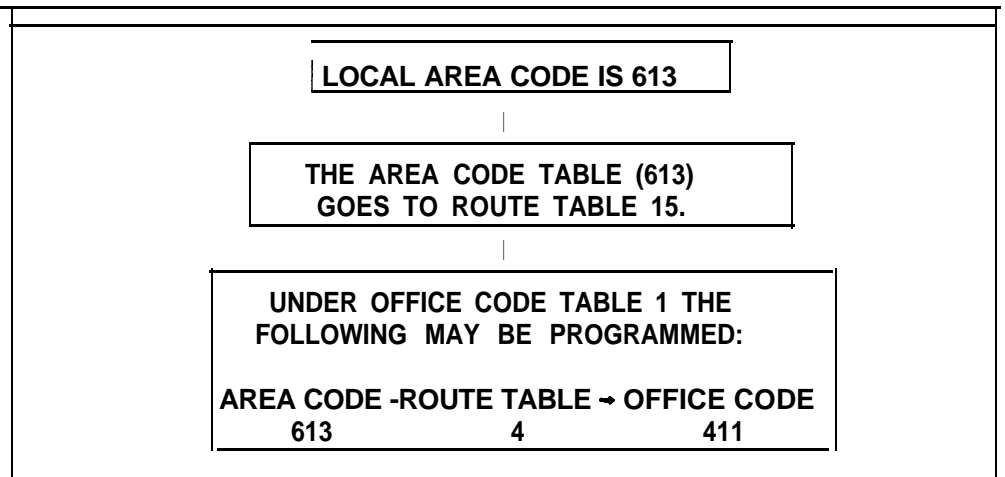 LOCAL AREA CODE IS 613
THE AREA CODE TABLE (613)
GOES TO ROUTE TABLE 15.
UNDER OFFICE CODE TABLE 1 THE
FOLLOWING MAY BE PROGRAMMED:
AREA CODE -ROUTE TABLE → OFFICE CODE
613 4 411